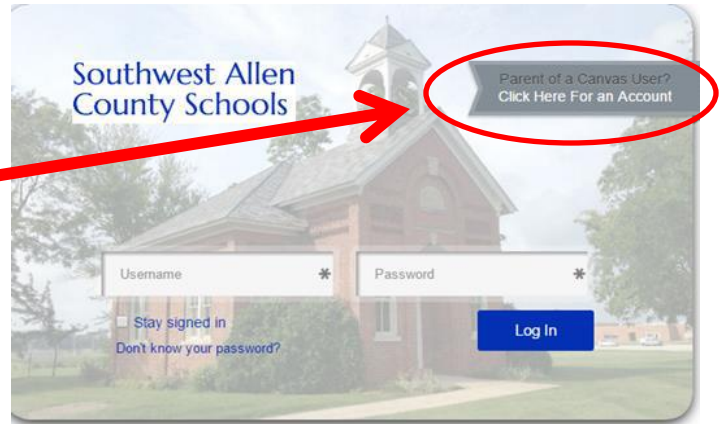 Southwest Allen
County Schools
Parent of a Canvas User?
Click Here For an Account
Username
Password
Stay signed in
Log In
Don't know your password?